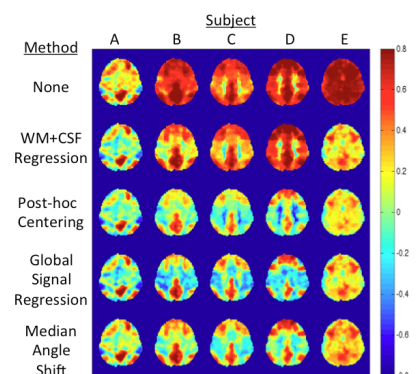 Subject
Method
A B C D E
None
WM+CSF
Regression
Post-hoc
Centering
Global
Signal
Regression
Median
Angle
Shift
0.8
0.6
0.4
0.2
0
-0.2
-0.4
-0.6